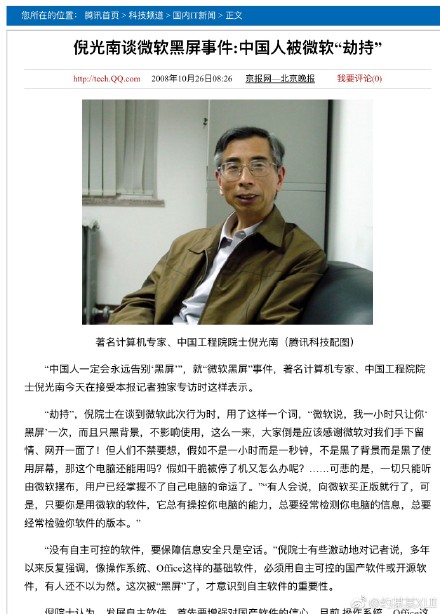 您所在的位置： 腾讯首页 > 科技频道 > 国内IT新闻 > 正文
倪光南谈微软黑屏事件:中国人被微软“劫持”
http://tech.QQ.com 2008年10月26日08:26 京报网—北京晚报 我要评论(0)
著名计算机专家、中国工程院院士倪光南（腾讯科技配图）
“中国人一定会永远告别‘黑屏’”，就“微软黑屏”事件，著名计算机专家、中国工程院院
士倪光南今天在接受本报记者独家专访时这样表示。
“劫持”，倪院士在谈到微软此次行为时，用了这样一个词，“微软说，我一小时只让你‘
黑屏’一次，而且只黑背景，不影响使用，这么一来，大家倒是应该感谢微软对我们手下留
情、网开一面了！但人们不禁要想，假如不是一小时而是一秒钟，不是黑了背景而是黑了使
用屏幕，那这个电脑还能用吗？假如干脆被停了机又怎么办呢？……可悲的是，一切只能听
由微软摆布，用户已经掌握不了自己电脑的命运了。”“有人会说，向微软买正版就行了，可
是，只要你是用微软的软件，它总有操控你电脑的能力，总要经常检测你电脑的信息，总要
经常检验你软件的版本。”
“没有自主可控的软件，要保障信息安全只是空话。”倪院士有些激动地对记者说，多年
以来反复强调，像操作系统、Office这样的基础软件，必须用自主可控的国产软件或开源软
件，有人还不以为然。这次被“黑屏”了，才意识到自主软件的重要性。
倪院士认为，发展自主软件，首先要增强对国产软件的信心，目前 操作系统、Office这